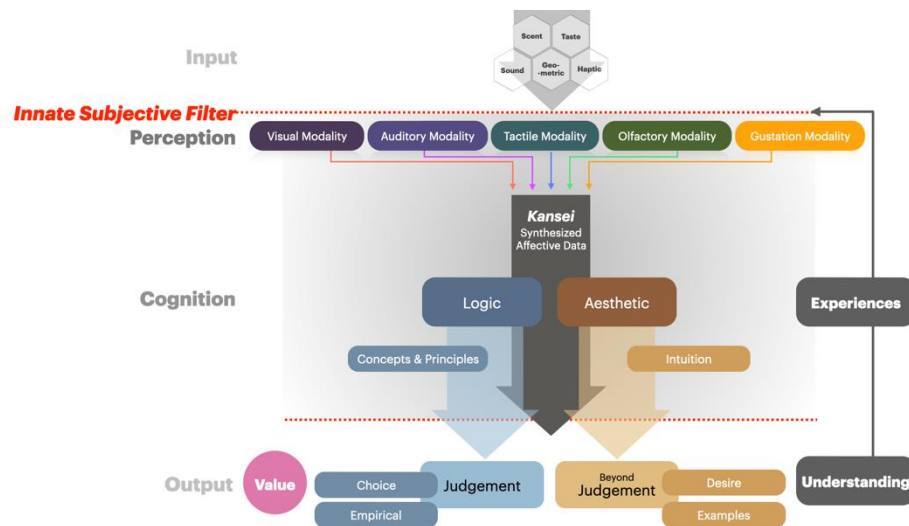 Input
Scent
Taste
Sound
Geo-
-metric
Haptic
Innate Subjective Filter
Perception
Visual Modality
Auditory Modality
Tactile Modality
Olfactory Modality
Gustation Modality
Kansei
Synthesized
Affective Data
Cognition
Logic
Aesthetic
Experiences
Concepts & Principles
Intuition
Output
Value
Choice
Empirical
Judgement
Beyond
Judgement
Desire
Examples
Understanding